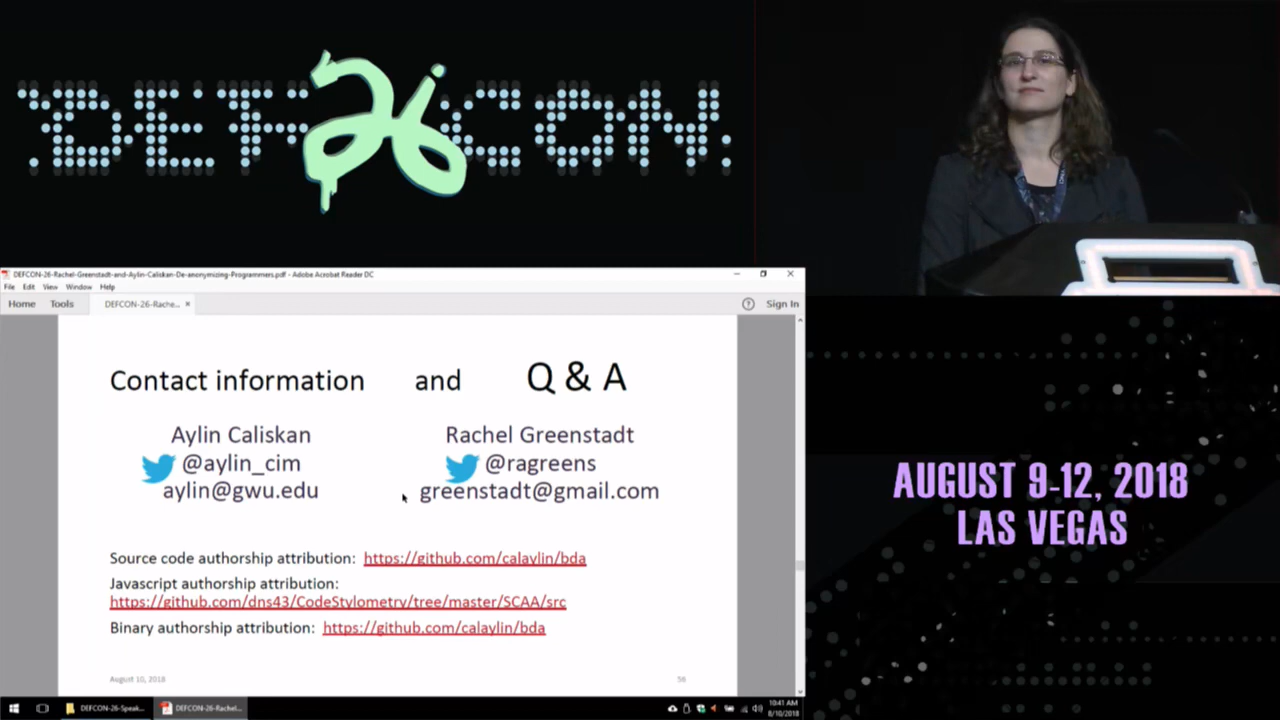 DEF 26 CON
DEFCON-26-Rachel-Greenstadt-and-Aylin-Caliskan-De-anonymizing-Programmers.pdf - Adobe Acrobat Reader DC
File Edit View Window Help
Home Tools DEFCON-26-Rache... × ? Sign In
Contact information and Q & A
Aylin Caliskan
@aylin_cim
aylin@gwu.edu
Rachel Greenstadt
@ragreens
greenstadt@gmail.com
Source code authorship attribution: https://github.com/calaylin/bda
Javascript authorship attribution:
https://github.com/dns43/CodeStylometry/tree/master/SCAA/src
Binary authorship attribution: https://github.com/calaylin/bda
August 10, 2018 56
DEFCON-26-Speak... DEFCON-26-Rachel... 10:41 AM
8/10/2018
AUGUST 9-12, 2018
LAS VEGAS